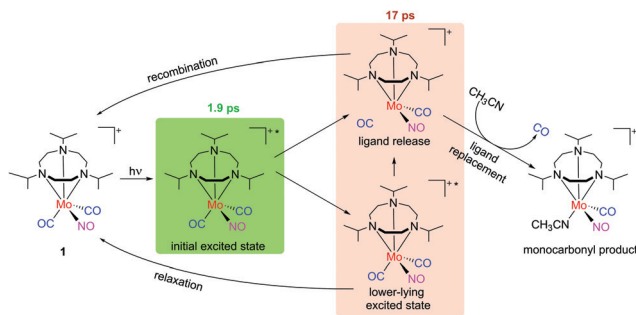 17 ps
]+
N
N
N
Mo
CO
NO
OC
ligand release
recombination
1.9 ps
]+
N
N
N
Mo
OC
CO
NO
1
hν
]+*
N
N
N
Mo
OC
CO
NO
initial excited state
CH3CN
CO
ligand
replacement
]+
N
N
N
Mo
CO
CH3CN
NO
monocarbonyl product
]+*
N
N
N
Mo
OC
CO
NO
lower-lying
excited state
relaxation